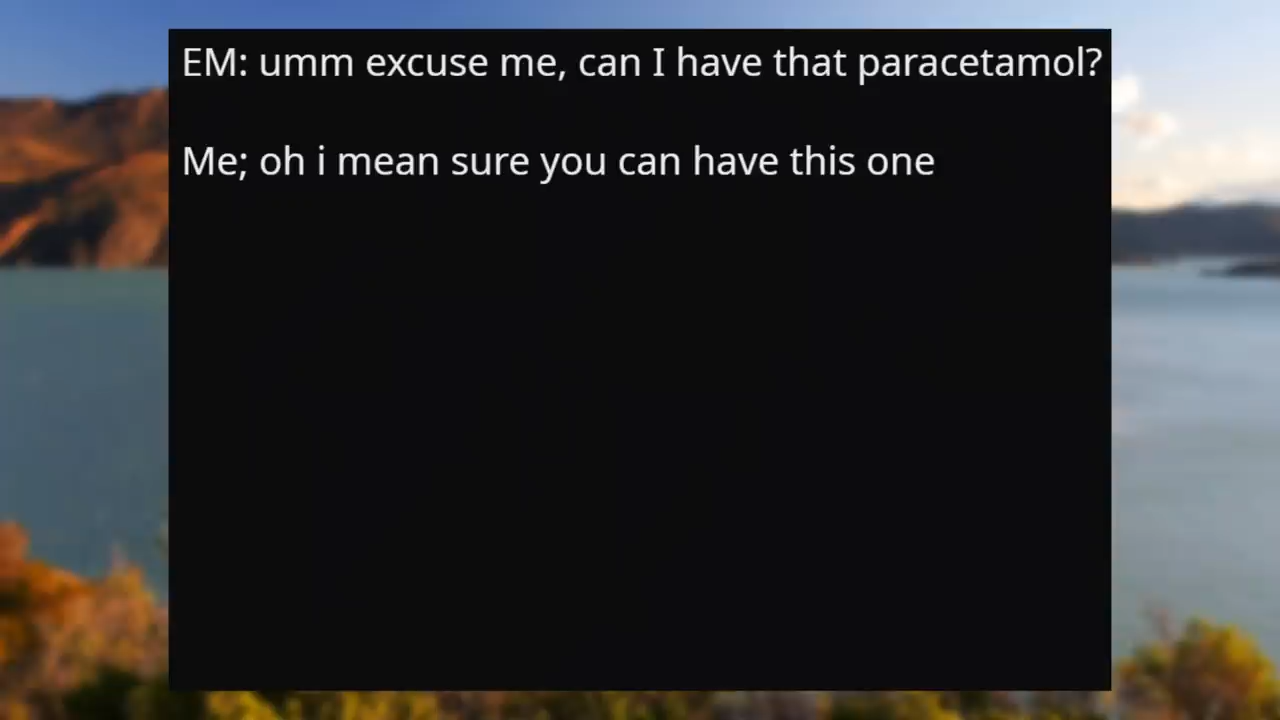 EM: umm excuse me, can I have that paracetamol?
Me; oh i mean sure you can have this one